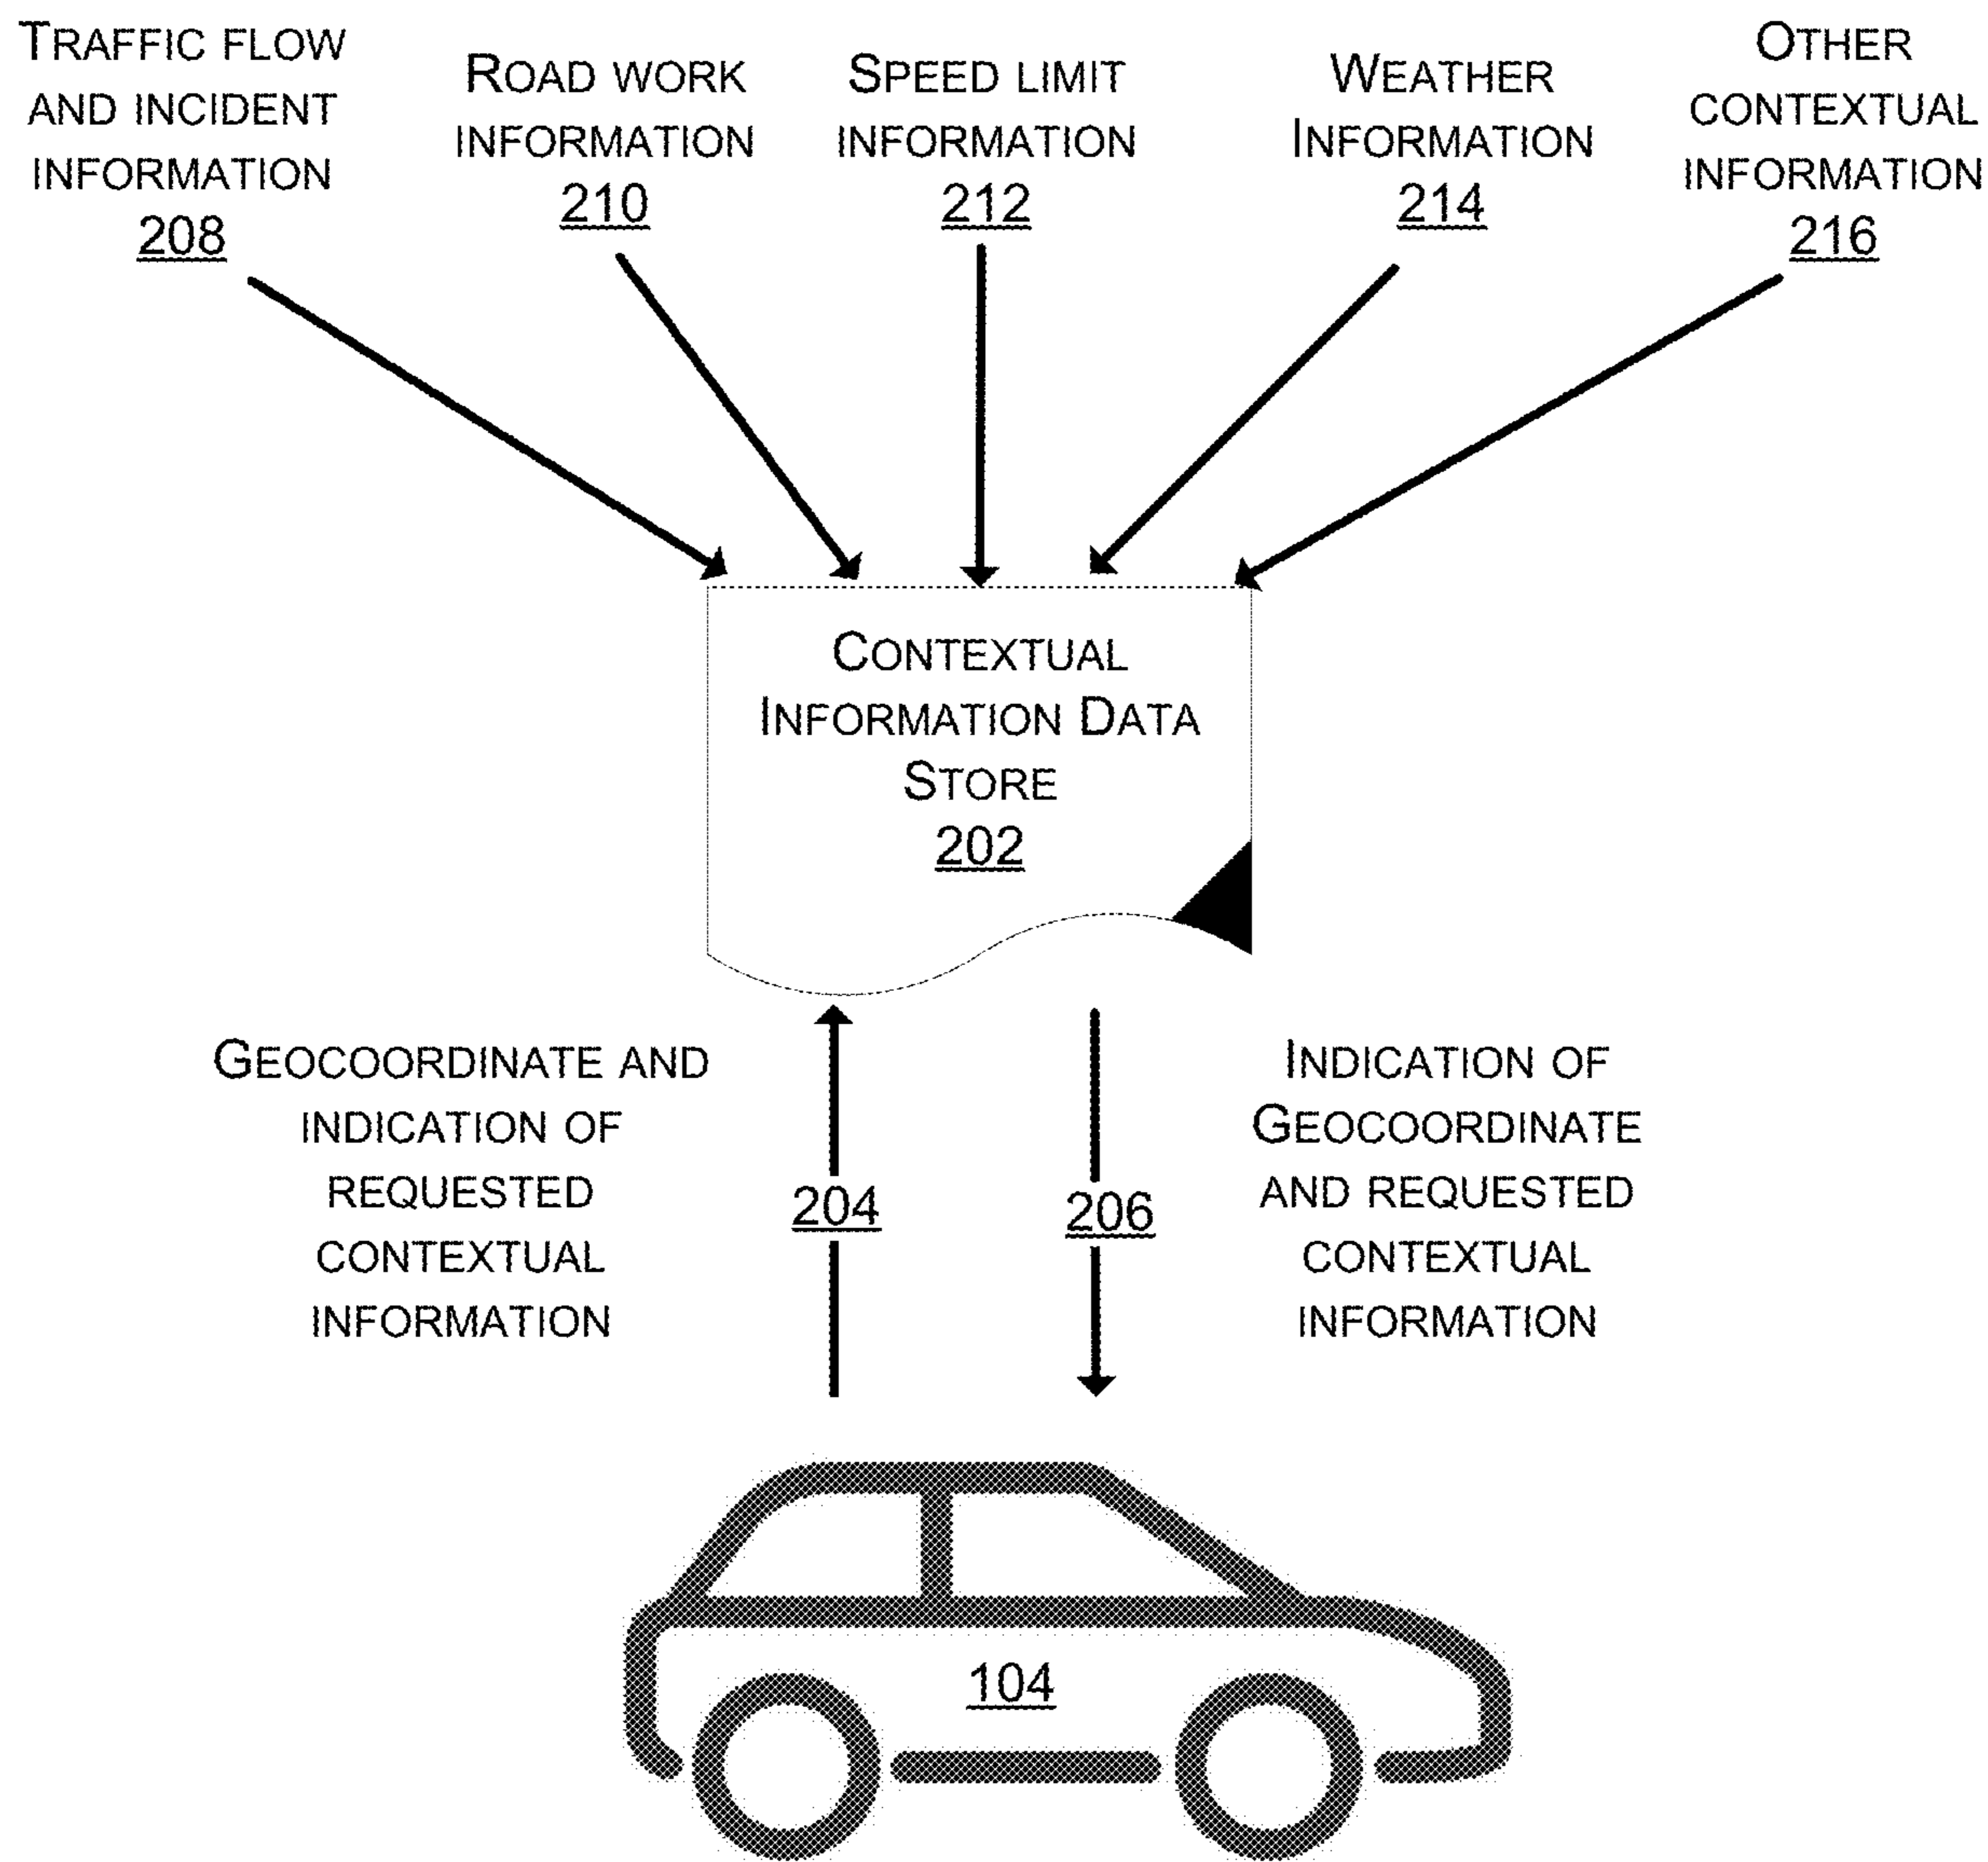 TRAFFIC FLOW
AND INCIDENT
INFORMATION
208
ROAD WORK
INFORMATION
210
SPEED LIMIT
INFORMATION
212
WEATHER
INFORMATION
214
OTHER
CONTEXTUAL
INFORMATION
216
CONTEXTUAL
INFORMATION DATA
STORE
202
GEOCOORDINATE AND
INDICATION OF
REQUESTED
CONTEXTUAL
INFORMATION
204
206
INDICATION OF
GEOCOORDINATE
AND REQUESTED
CONTEXTUAL
INFORMATION
104